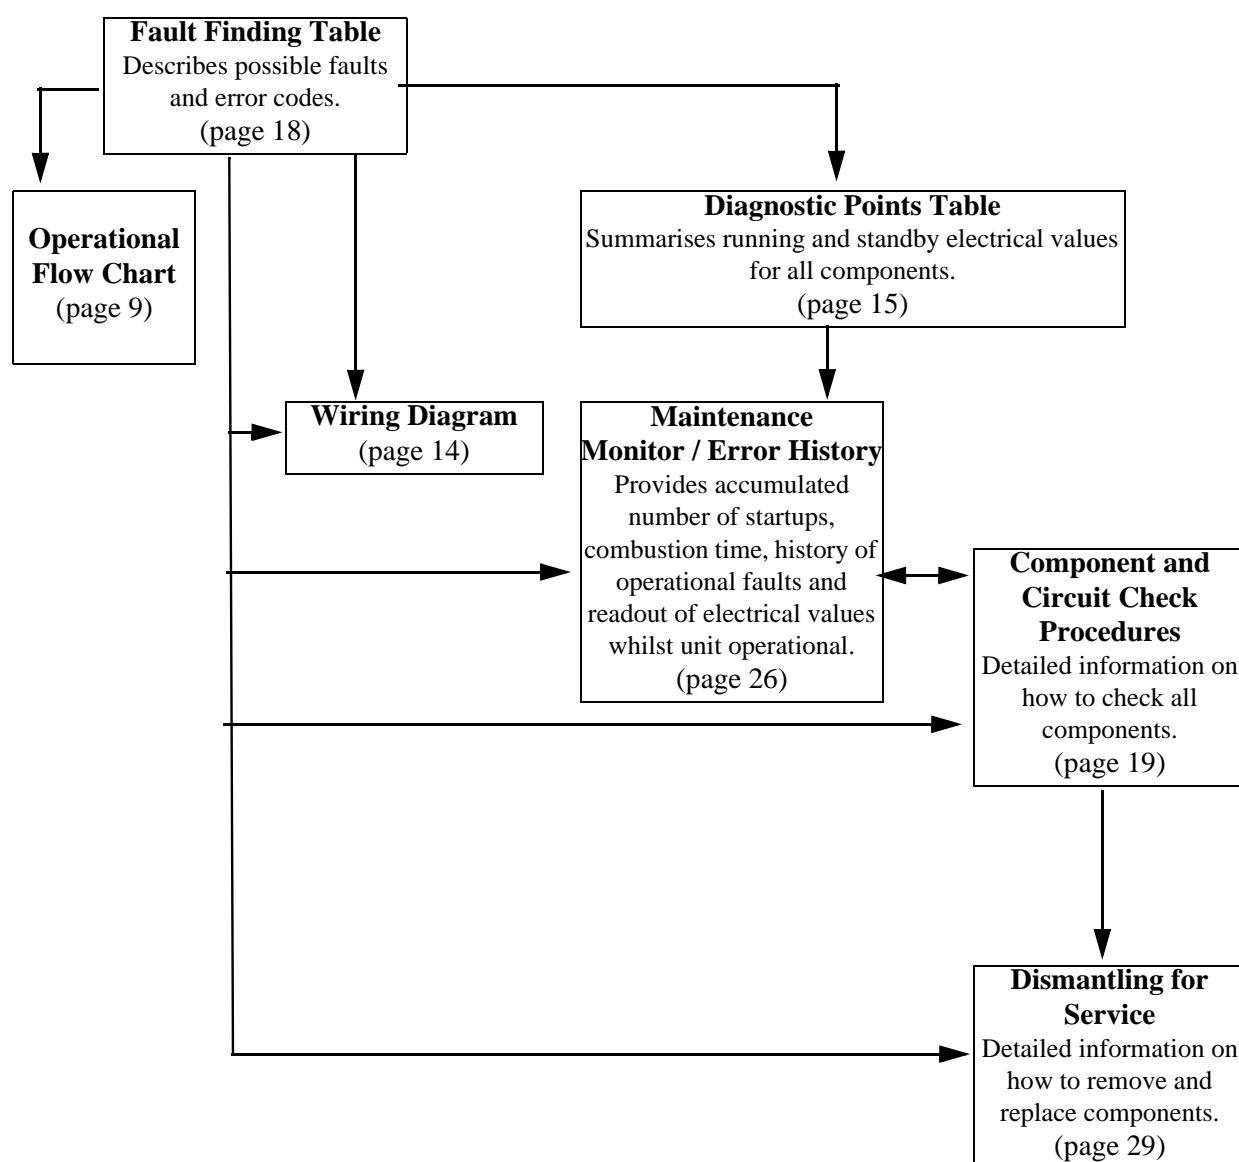 Fault Finding Table
Describes possible faults
and error codes.
(page 18)
Operational
Flow Chart
(page 9)
Diagnostic Points Table
Summarises running and standby electrical values
for all components.
(page 15)
Wiring Diagram
(page 14)
Maintenance
Monitor / Error History
Provides accumulated
number of startups,
combustion time, history of
operational faults and
readout of electrical values
whilst unit operational.
(page 26)
Component and
Circuit Check
Procedures
Detailed information on
how to check all
components.
(page 19)
Dismantling for
Service
Detailed information on
how to remove and
replace components.
(page 29)